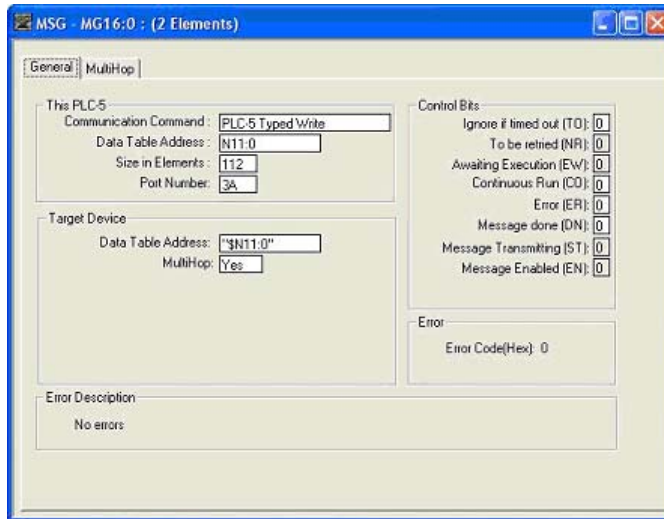 MSG - MG16:0 : (2 Elements)
General MultiHop
This PLC-5
Communication Command : PLC-5 Typed Write
Data Table Address : N11:0
Size in Elements : 112
Port Number: 3A
Target Device
Data Table Address: "$N11:0"
MultiHop: Yes
Control Bits
Ignore if timed out (TO): 0
To be retried (NR): 0
Awaiting Execution (EW): 0
Continuous Run (CO): 0
Error (ER): 0
Message done (DN): 0
Message Transmitting (ST): 0
Message Enabled (EN): 0
Error
Error Code(Hex): 0
Error Description
No errors